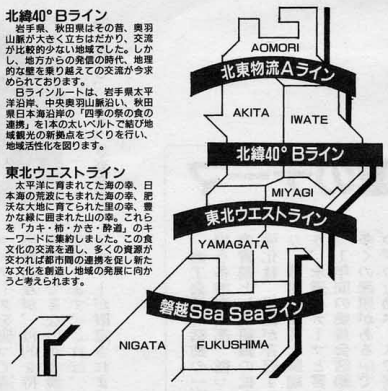 北緯40° Bライン
岩手県、秋田県はその昔、奥羽
山脈が大きく立ちはだかり、交流
が比較的少ない地域でした。しか
し、地方からの発信の時代、地理
的な壁を乗り越えての交流が今求
められております。
Bラインルートは、岩手県太平
洋沿岸、中央奥羽山脈沿い、秋田
県日本海沿岸の「四季の祭の食の
連携」を1本の太いベルトで結び地
域観光の新拠点をづくりを行い、
地域活性化を図ります。
東北ウエストライン
太平洋に育まれてた海の幸、日
本海の荒波にもまれた海の幸、肥
沃な大地に育てられた里の幸、豊
かな緑に囲まれた山の幸。これら
を「カキ・柿・かき・酔道」のキ
ーワードに集約しました。この食
文化の交流を通し、多くの資源が
交われば都市間の連携を促し新た
な文化を創造し地域の発展に向か
うと考えられます。
AOMORI
北東物流Aライン
AKITA
IWATE
北緯40° Bライン
MIYAGI
東北ウエストライン
YAMAGATA
磐越Sea Seaライン
NIGATA
FUKUSHIMA